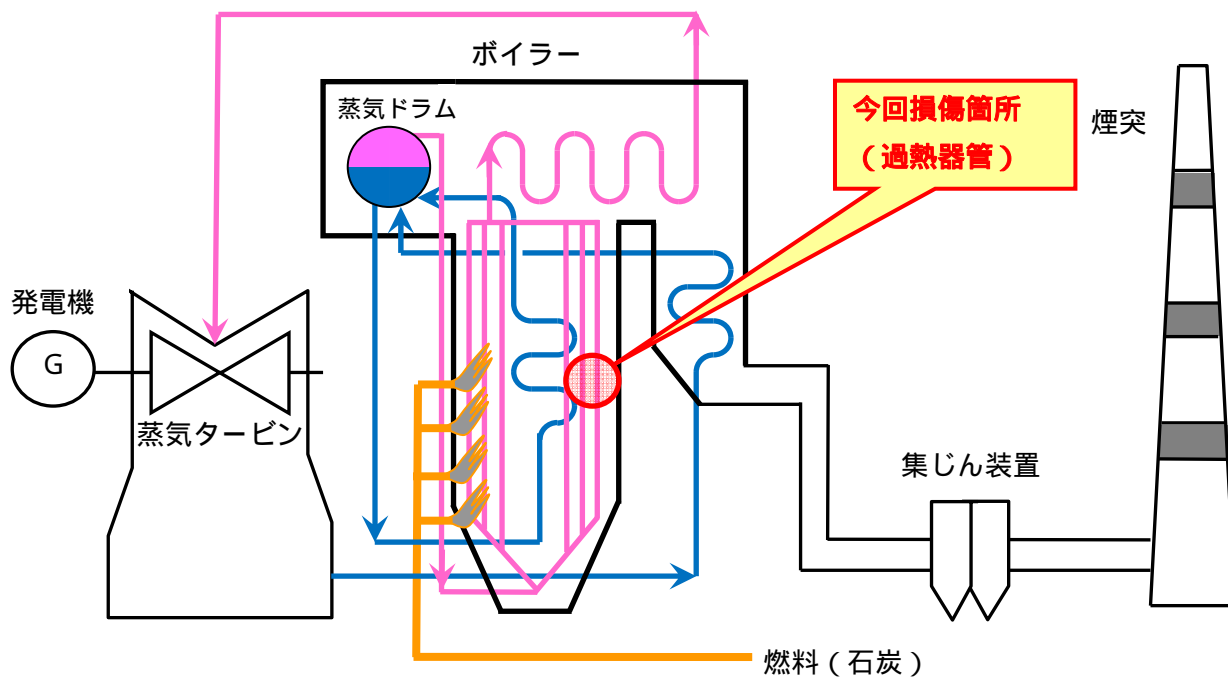 ボイラー
蒸気ドラム
今回損傷箇所
（過熱器管）
煙突
発電機
G
蒸気タービン
集じん装置
燃料（石炭）